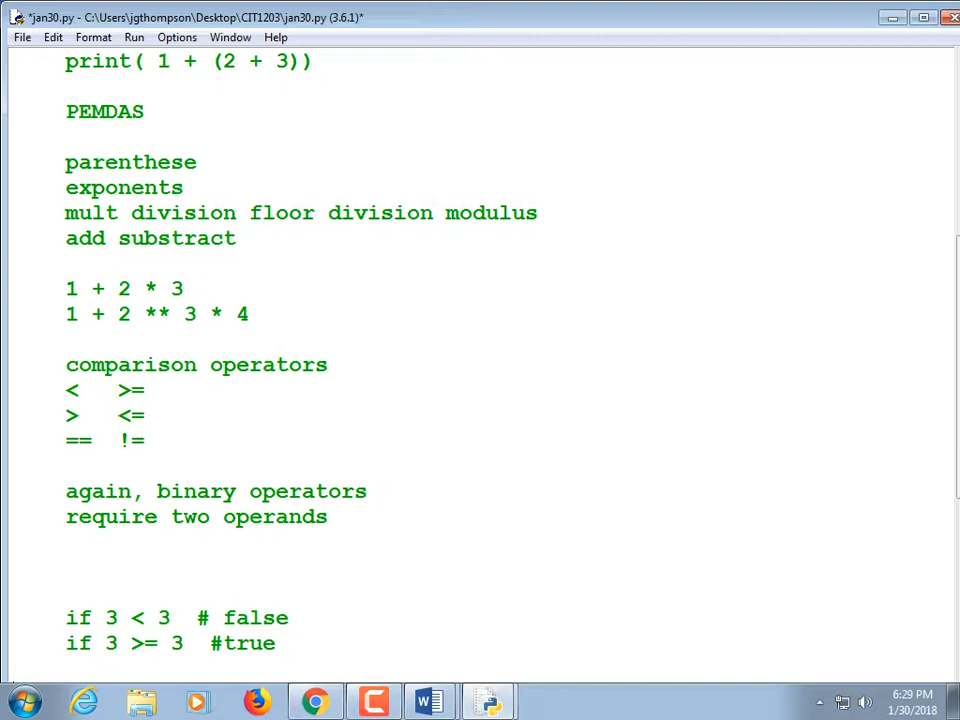 *jan30.py - C:\Users\jgthompson\Desktop\CIT1203\jan30.py (3.6.1)*
File Edit Format Run Options Window Help
print( 1 + (2 + 3))
PEMDAS
parenthese
exponents
mult division floor division modulus
add substract
1 + 2 * 3
1 + 2 ** 3 * 4
comparison operators
< >=
> <=
== !=
again, binary operators
require two operands
if 3 < 3 # false
if 3 >= 3 #true
6:29 PM
1/30/2018